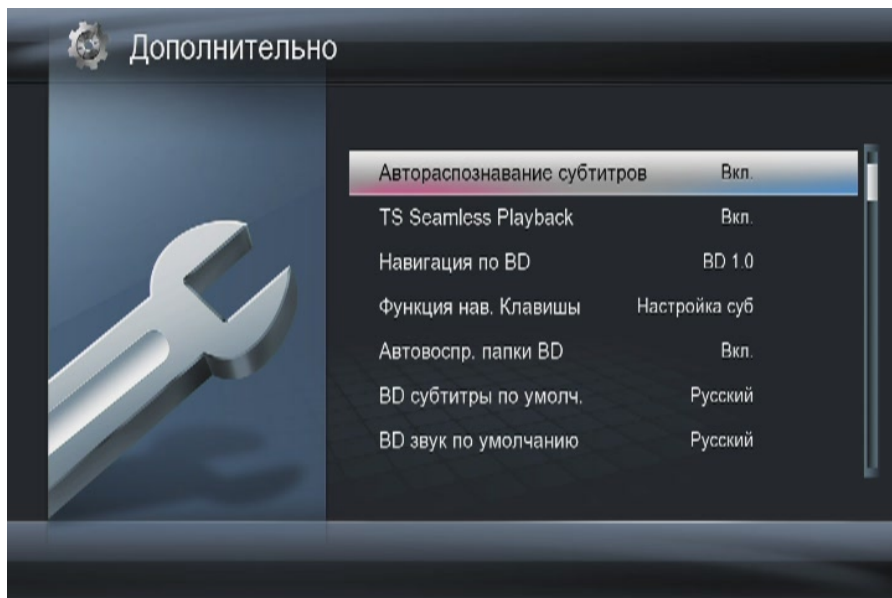 Дополнительно
Автораспознавание субтитров Вкл.
TS Seamless Playback Вкл.
Навигация по BD BD 1.0
Функция нав. Клавишы Настройка суб
Автовоспр. папки BD Вкл.
BD субтитры по умолч. Русский
BD звук по умолчанию Русский